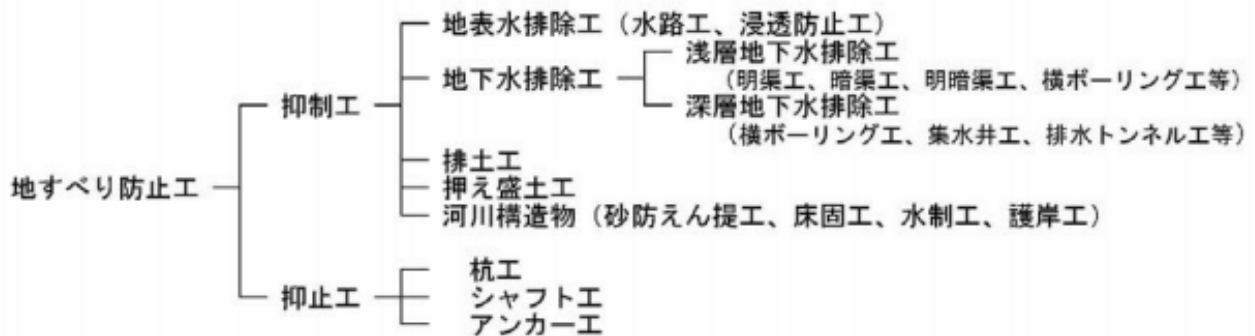 地表水排除工（水路工、浸透防止工）
浅層地下水排除工
地下水排除工
（明渠工、暗渠工、明暗渠工、横ボーリング工等）
抑制工
深層地下水排除工
（横ボーリング工、集水井工、排水トンネル工等）
排土工
地すべり防止工
押え盛土工
河川構造物（砂防えん提工、床固工、水制工、護岸工）
杭工
抑止工
シャフト工
アンカー工